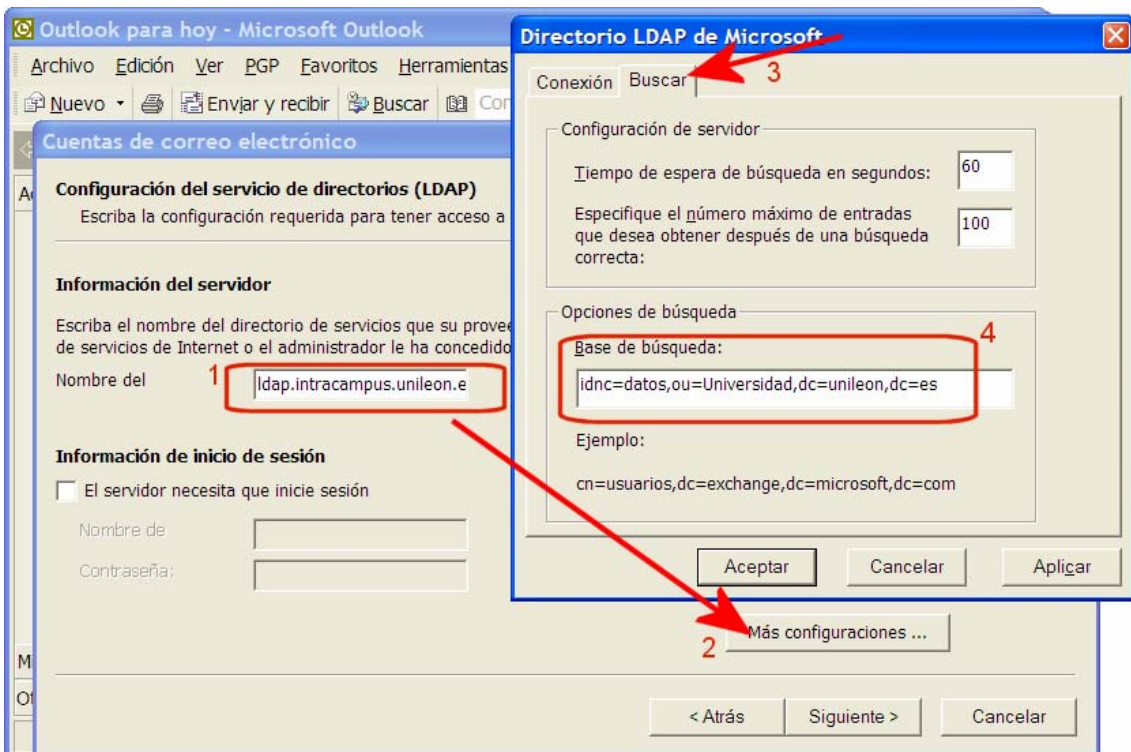 Outlook para hoy - Microsoft Outlook
Archivo Edición Ver PGP Favoritos Herramientas
Nuevo Enviar y recibir Buscar
Cuentas de correo electrónico
Configuración del servicio de directorios (LDAP)
Escriba la configuración requerida para tener acceso a
Información del servidor
Escriba el nombre del directorio de servicios que su
de servicios de Internet o el administrador le ha concedido
Nombre del 1 ldap.intracampus.unileon.e
Información de inicio de sesión
El servidor necesita que inicie sesión
Nombre de
Contraseña:
2 Más configuraciones ...
< Atrás Siguiente > Cancelar
Directorio LDAP de Microsoft
Conexión Buscar 3
Configuración de servidor
Tiempo de espera de búsqueda en segundos: 60
Especifique el número máximo de entradas
que desea obtener después de una búsqueda 100
correcta:
Opciones de búsqueda
4
Base de búsqueda:
idnc=datos,ou=Universidad,dc=unileon,dc=es
Ejemplo:
cn=usuarios,dc=exchange,dc=microsoft,dc=com
Aceptar Cancelar Aplicar